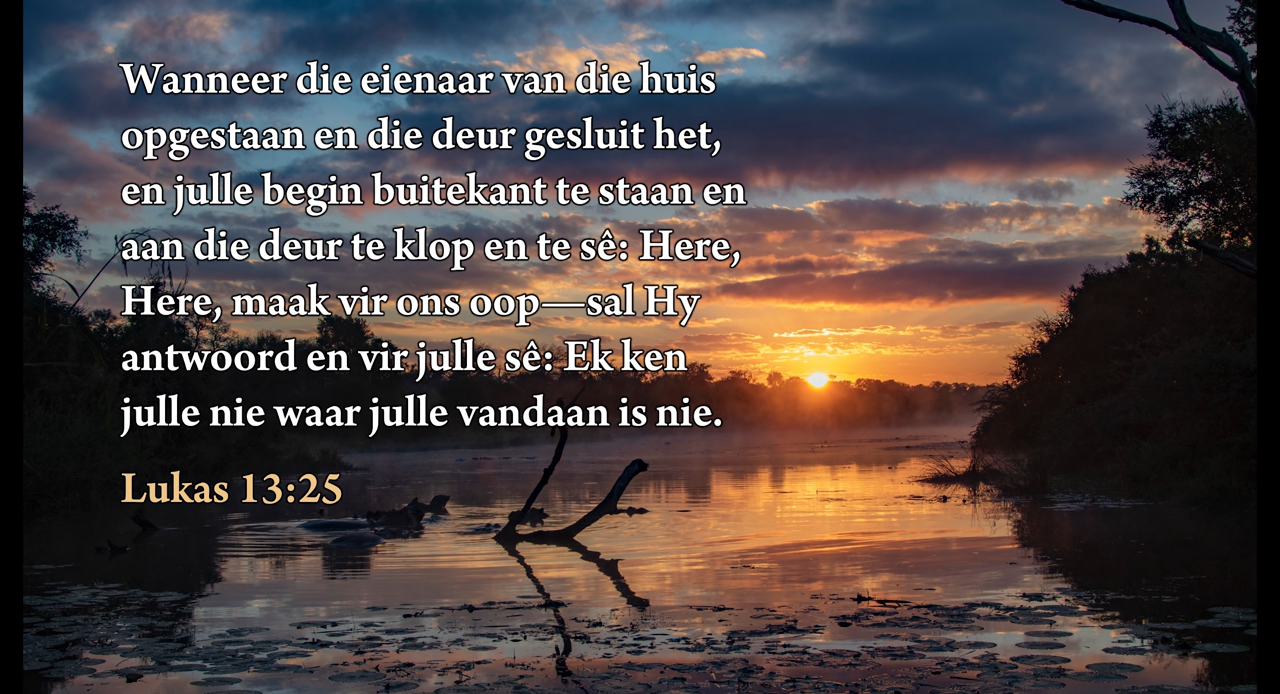 Wanneer die eienaar van die huis
opgestaan en die deur gesluit het,
en julle begin buitekant te staan en
aan die deur te klop en te sê: Here,
Here, maak vir ons oop—sal Hy
antwoord en vir julle sê: Ek ken
julle nie waar julle vandaan is nie.
Lukas 13:25